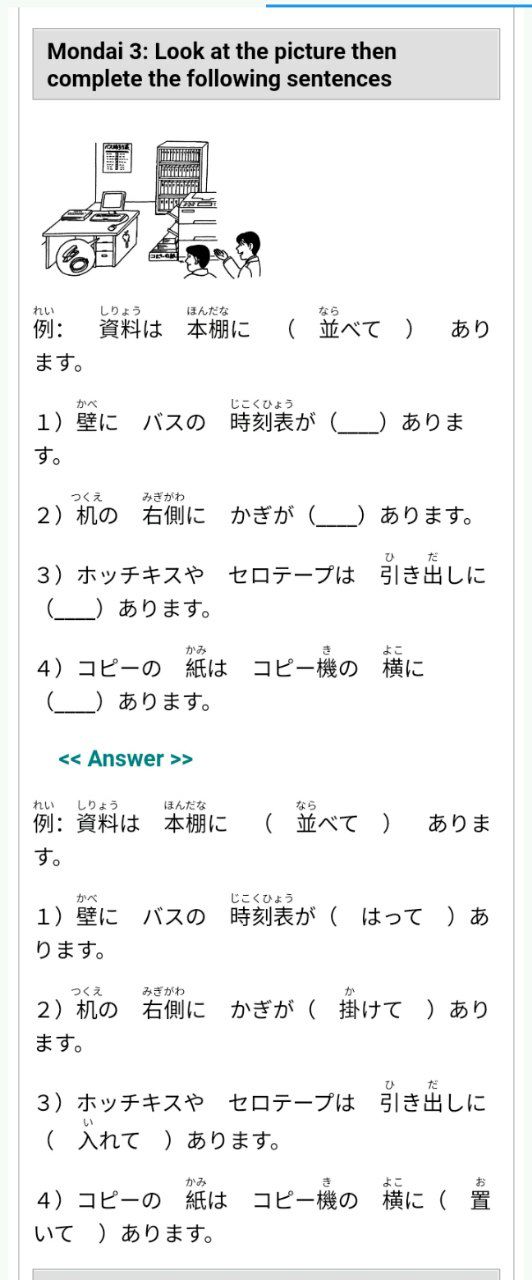 Mondai 3: Look at the picture then
complete the following sentences
れい しりょう ほんだな なら
例： 資料は 本棚に （ 並べて ） あり
ます。
かべ じこくひょう
１）壁に バスの 時刻表が（____）ありま
す。
つくえ みぎがわ
２）机の 右側に かぎが（____）あります。
ひ だ
３）ホッチキスや セロテープは 引き出しに
（____）あります。
かみ き よこ
４）コピーの 紙は コピー機の 横に
（____）あります。
<< Answer >>
れい しりょう ほんだな なら
例：資料は 本棚に （ 並べて ） ありま
す。
かべ じこくひょう
１）壁に バスの 時刻表が（ はって ）あ
ります。
つくえ みぎがわ か
２）机の 右側に かぎが（ 掛けて ）あり
ます。
ひ だ
３）ホッチキスや セロテープは 引き出しに
い
（ 入れて ）あります。
かみ き よこ お
４）コピーの 紙は コピー機の 横に（ 置
いて ）あります。